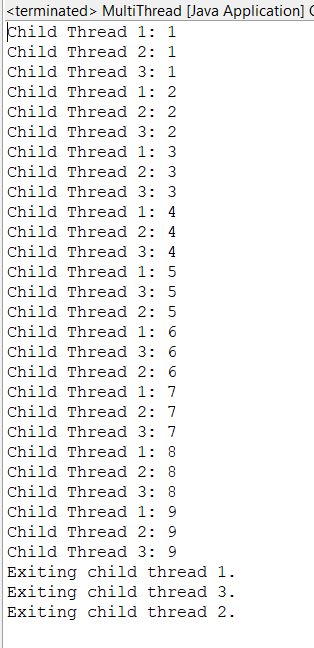 <terminated> MultiThread [Java Application] C
Child Thread 1: 1
Child Thread 2: 1
Child Thread 3: 1
Child Thread 1: 2
Child Thread 2: 2
Child Thread 3: 2
Child Thread 1: 3
Child Thread 2: 3
Child Thread 3: 3
Child Thread 1: 4
Child Thread 2: 4
Child Thread 3: 4
Child Thread 1: 5
Child Thread 3: 5
Child Thread 2: 5
Child Thread 1: 6
Child Thread 3: 6
Child Thread 2: 6
Child Thread 1: 7
Child Thread 2: 7
Child Thread 3: 7
Child Thread 1: 8
Child Thread 2: 8
Child Thread 3: 8
Child Thread 1: 9
Child Thread 2: 9
Child Thread 3: 9
Exiting child thread 1.
Exiting child thread 3.
Exiting child thread 2.